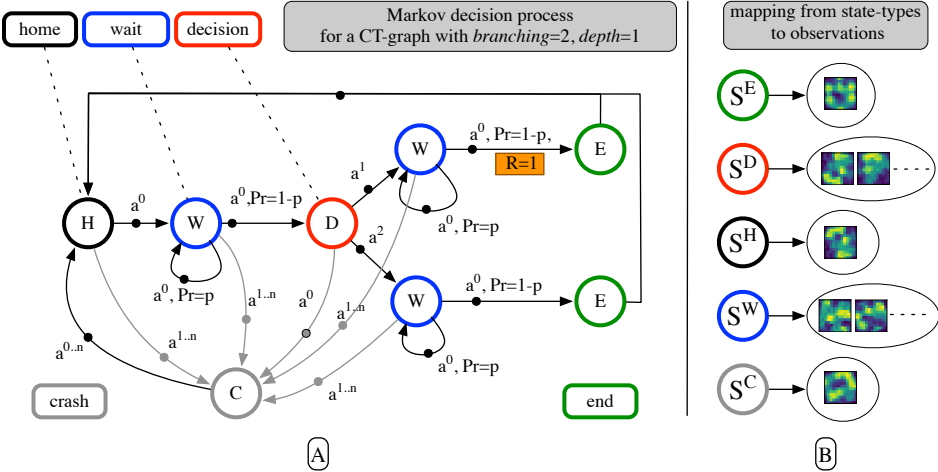 home
wait
decision
Markov decision process
for a CT-graph with branching=2, depth=1
mapping from state-types
to observations
H
a⁰
W
a⁰,Pr=1-p
D
a¹
a²
W
a⁰, Pr=1-p,
R=1
E
a⁰, Pr=p
a⁰, Pr=p
W
a⁰, Pr=1-p
E
a⁰, Pr=p
a⁰··ⁿ
a¹··ⁿ
a¹··ⁿ
a⁰
a¹··ⁿ
a¹··ⁿ
C
crash
end
A
Sᴱ
Sᴰ
Sᴴ
Sᵂ
Sᶜ
B